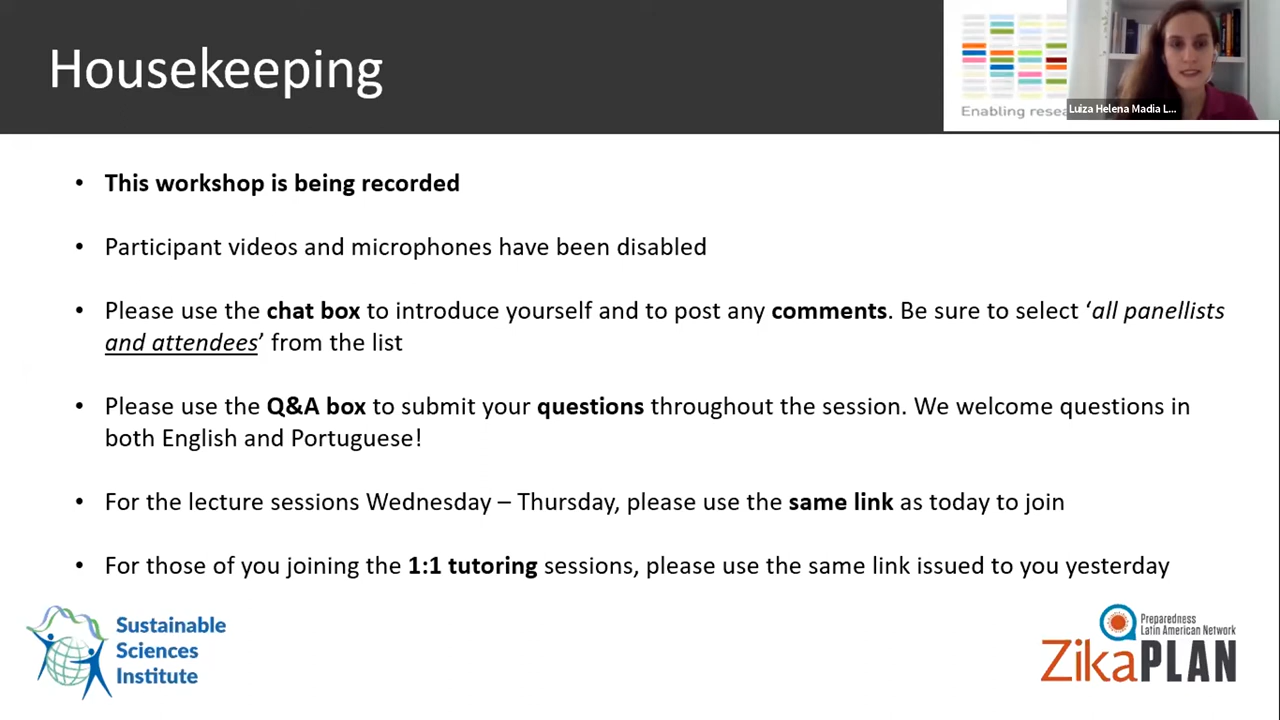 Housekeeping
Enabling
Luiza Helena Madia L...
• This workshop is being recorded
• Participant videos and microphones have been disabled
• Please use the chat box to introduce yourself and to post any comments. Be sure to select ‘all panellists
and attendees’ from the list
• Please use the Q&A box to submit your questions throughout the session. We welcome questions in
both English and Portuguese!
• For the lecture sessions Wednesday – Thursday, please use the same link as today to join
• For those of you joining the 1:1 tutoring sessions, please use the same link issued to you yesterday
Sustainable
Sciences
Institute
Preparedness
Latin American Network
ZikaPLAN